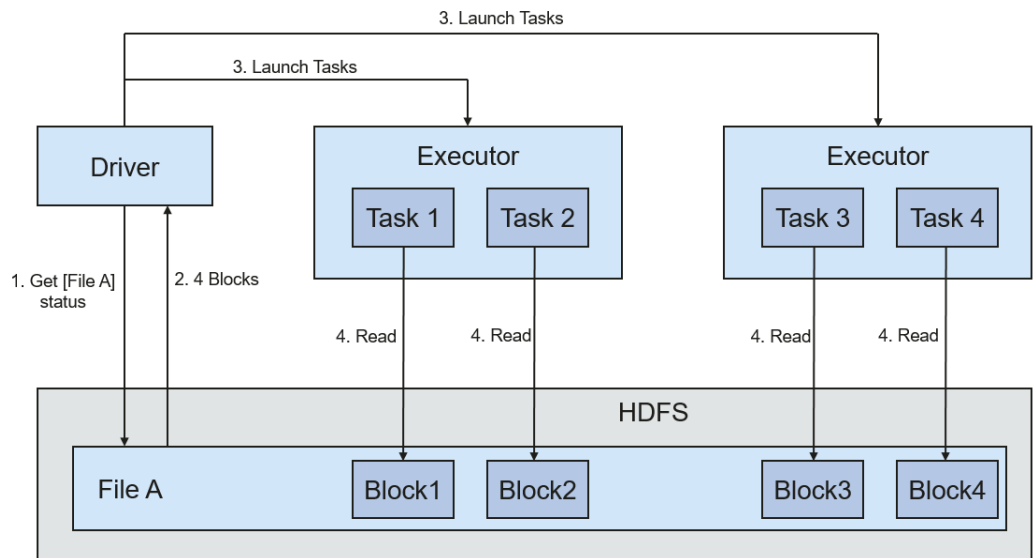 3. Launch Tasks
3. Launch Tasks
Driver
Executor
Task 1
Task 2
Executor
Task 3
Task 4
1. Get [File A]
status
2. 4 Blocks
4. Read
4. Read
4. Read
4. Read
HDFS
File A
Block1
Block2
Block3
Block4